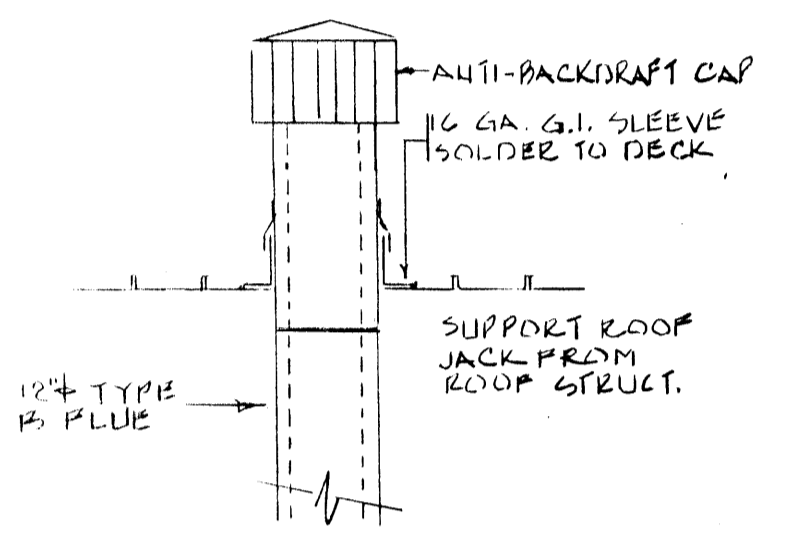 ANTI-BACKDRAFT CAP
16 GA. G.I. SLEEVE
SOLDER TO DECK
SUPPORT ROOF
JACK FROM
ROOF STRUCT.
12"ϕ TYPE
B FLUE